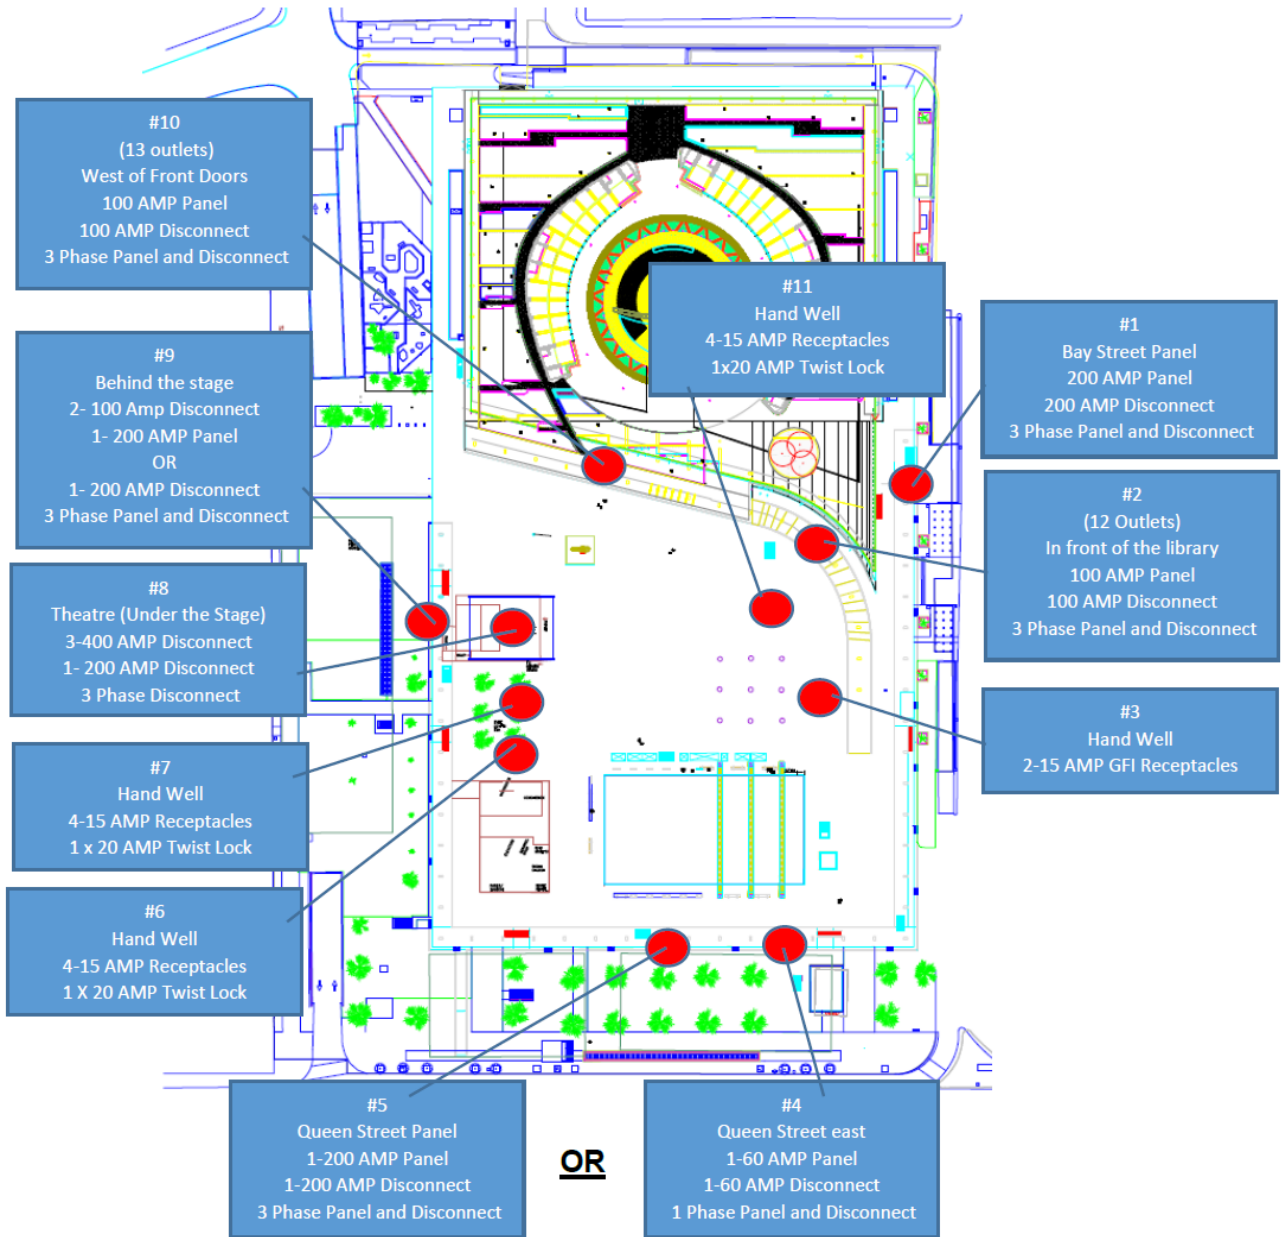 #10
(13 outlets)
West of Front Doors
100 AMP Panel
100 AMP Disconnect
3 Phase Panel and Disconnect
#11
Hand Well
4-15 AMP Receptacles
1x20 AMP Twist Lock
#1
Bay Street Panel
200 AMP Panel
200 AMP Disconnect
3 Phase Panel and Disconnect
#9
Behind the stage
2- 100 Amp Disconnect
1- 200 AMP Panel
OR
1- 200 AMP Disconnect
3 Phase Panel and Disconnect
#2
(12 Outlets)
In front of the library
100 AMP Panel
100 AMP Disconnect
3 Phase Panel and Disconnect
#8
Theatre (Under the Stage)
3-400 AMP Disconnect
1- 200 AMP Disconnect
3 Phase Disconnect
#3
Hand Well
2-15 AMP GFI Receptacles
#7
Hand Well
4-15 AMP Receptacles
1 x 20 AMP Twist Lock
#6
Hand Well
4-15 AMP Receptacles
1 X 20 AMP Twist Lock
#5
Queen Street Panel
1-200 AMP Panel
1-200 AMP Disconnect
3 Phase Panel and Disconnect
OR
#4
Queen Street east
1-60 AMP Panel
1-60 AMP Disconnect
1 Phase Panel and Disconnect